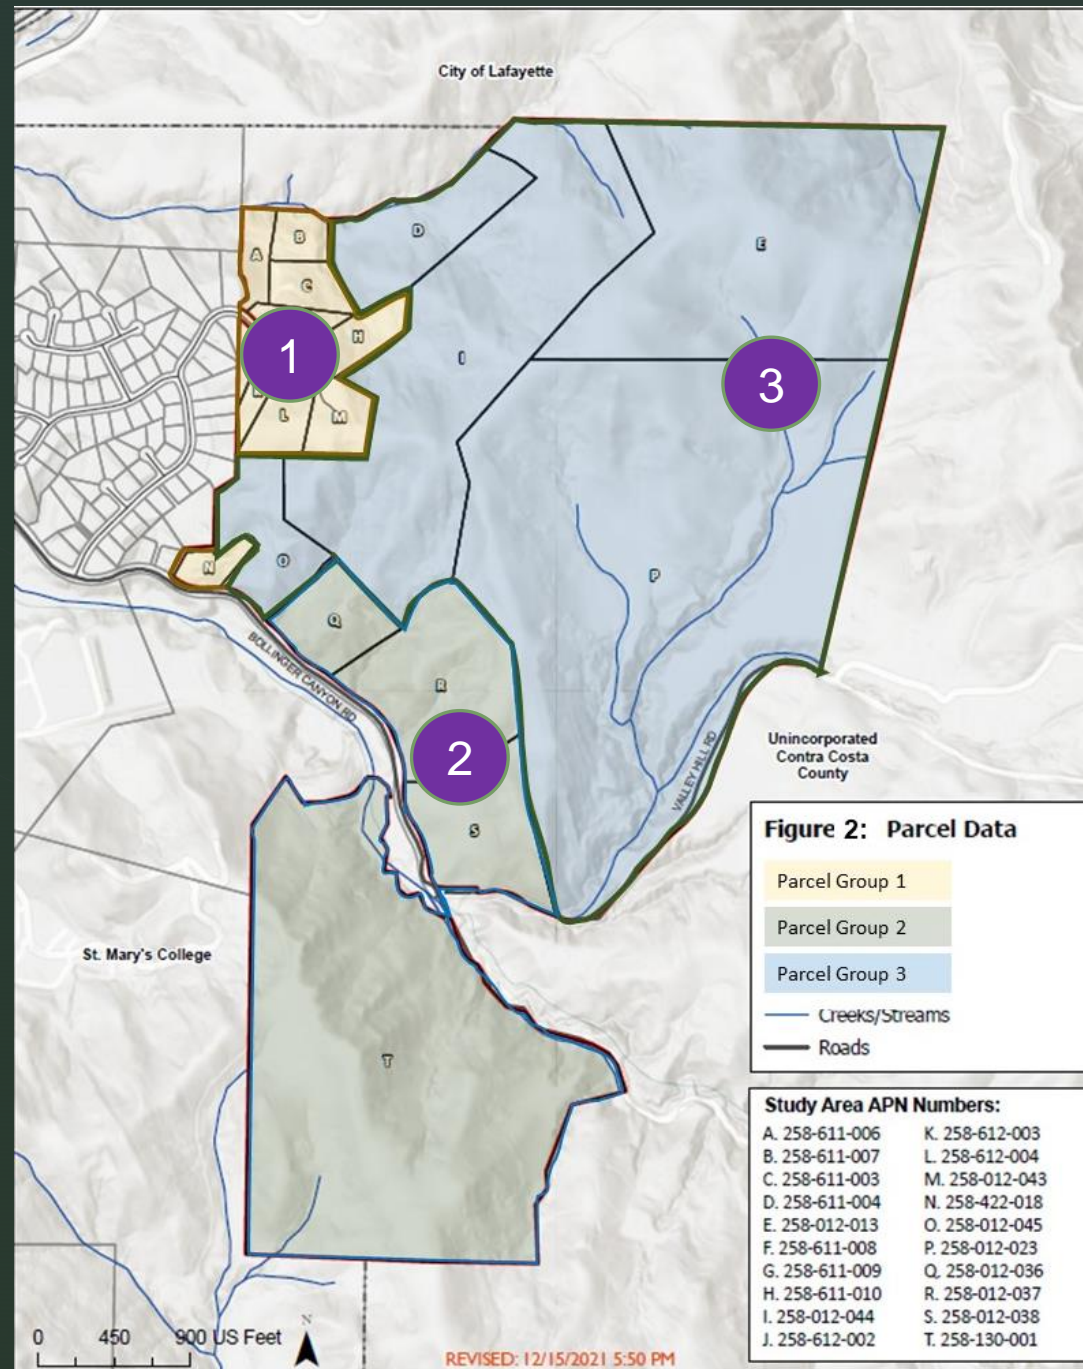 City of Lafayette
A
B
C
D
E
H
1
I
3
L
M
N
O
P
Q
BOLLINGER CANYON RD
R
2
S
VALLEY HILL RD
Unincorporated
Contra Costa
County
St. Mary's College
T
Figure 2: Parcel Data
Parcel Group 1
Parcel Group 2
Parcel Group 3
Creeks/Streams
Roads
Study Area APN Numbers:
A. 258-611-006
B. 258-611-007
C. 258-611-003
D. 258-611-004
E. 258-012-013
F. 258-611-008
G. 258-611-009
H. 258-611-010
I. 258-012-044
J. 258-612-002
K. 258-612-003
L. 258-612-004
M. 258-012-043
N. 258-422-018
O. 258-012-045
P. 258-012-023
Q. 258-012-036
R. 258-012-037
S. 258-012-038
T. 258-130-001
0 450 900 US Feet
N
REVISED: 12/15/2021 5:50 PM